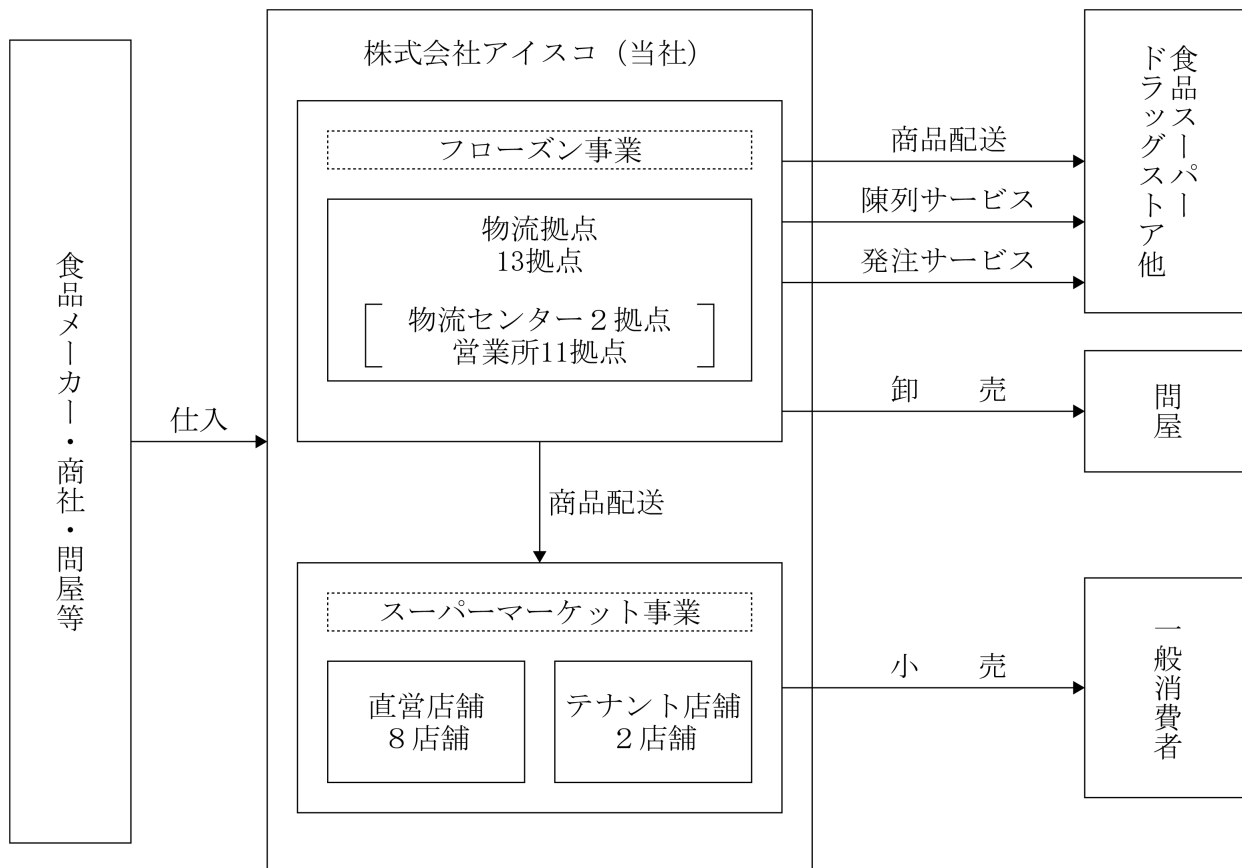 食品メーカー・商社・問屋等
仕入
株式会社アイスコ（当社）
フローズン事業
物流拠点
13拠点
物流センター２拠点
営業所11拠点
商品配送
スーパーマーケット事業
直営店舗
８店舗
テナント店舗
２店舗
商品配送
陳列サービス
発注サービス
卸　　売
小　　売
食品スーパー
ドラッグストア他
問屋
一般消費者